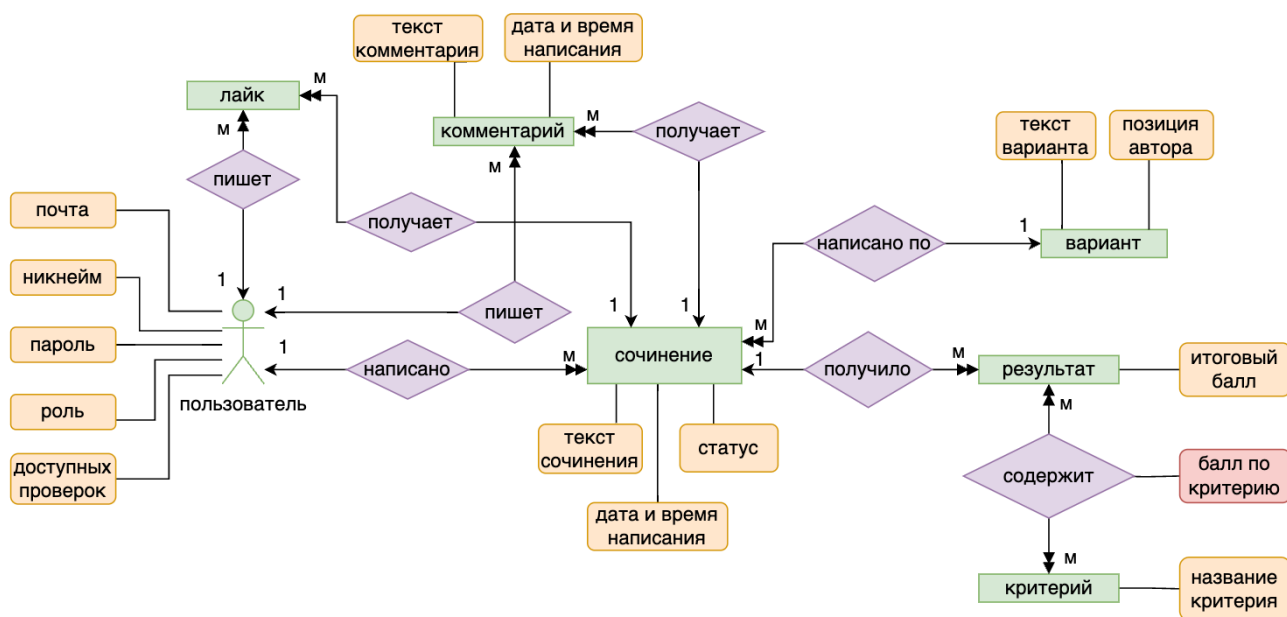 текст
комментария
дата и время
написания
м
лайк
м
комментарий
м
получает
текст
варианта
позиция
автора
м
пишет
м
почта
получает
написано по
1
вариант
никнейм
1
1
пишет
1
1
м
пароль
1
написано
м
сочинение
1
получило
м
результат
итоговый
балл
роль
пользователь
м
текст
сочинения
статус
доступных
проверок
содержит
балл по
критерию
дата и время
написания
м
критерий
название
критерия